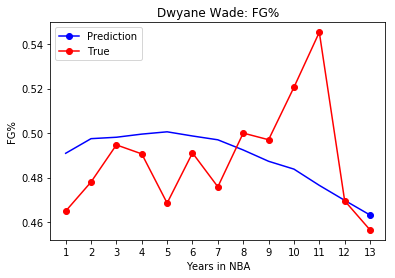 Dwyane Wade: FG%
Prediction
True
FG%
0.54
0.52
0.50
0.48
0.46
1 2 3 4 5 6 7 8 9 10 11 12 13
Years in NBA